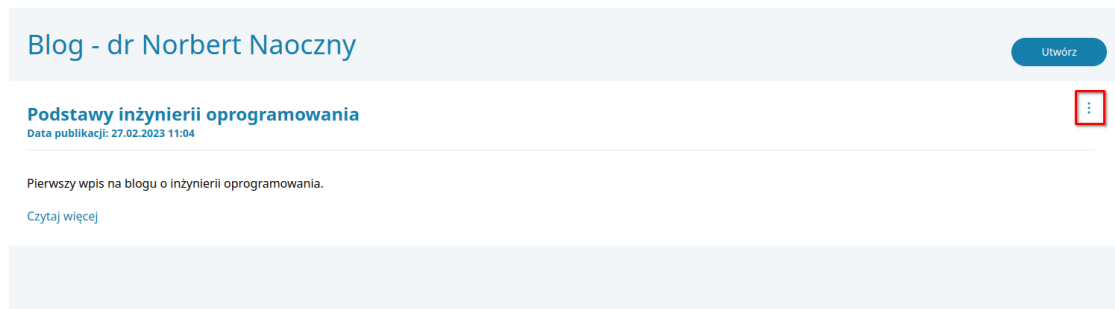 Blog - dr Norbert Naoczny
Utwórz
Podstawy inżynierii oprogramowania
Data publikacji: 27.02.2023 11:04
Pierwszy wpis na blogu o inżynierii oprogramowania.
Czytaj więcej